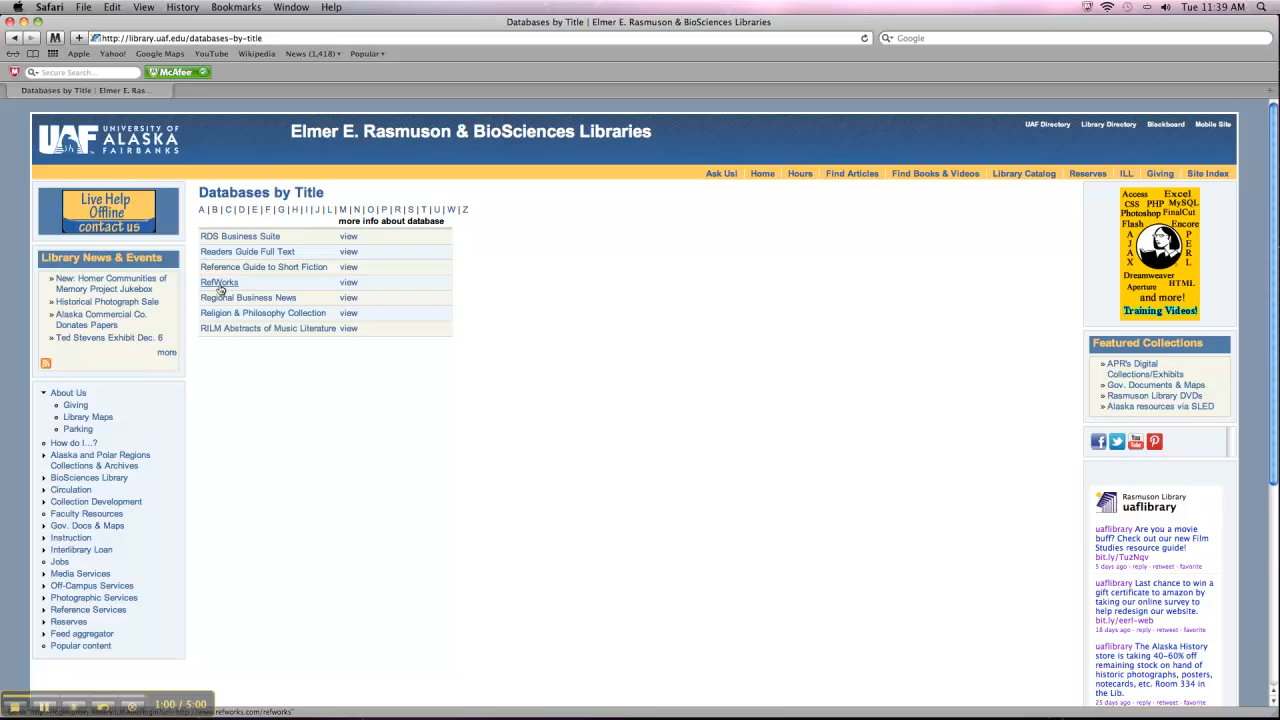 Safari File Edit View History Bookmarks Window Help Tue 11:39 AM
Databases by Title | Elmer E. Rasmuson & BioSciences Libraries
http://library.uaf.edu/databases-by-title Google
Apple Yahoo! Google Maps YouTube Wikipedia News (1,418) Popular
Secure Search... McAfee
Databases by Title | Elmer E. Ras...
UAF UNIVERSITY OF ALASKA FAIRBANKS
Elmer E. Rasmuson & BioSciences Libraries
UAF Directory Library Directory Blackboard Mobile Site
Ask Us! Home Hours Find Articles Find Books & Videos Library Catalog Reserves ILL Giving Site Index
Live Help
Offline
contact us
Library News & Events
» New: Homer Communities of
Memory Project Jukebox
» Historical Photograph Sale
» Alaska Commercial Co.
Donates Papers
» Ted Stevens Exhibit Dec. 6
more
About Us
Giving
Library Maps
Parking
How do I...?
Alaska and Polar Regions
Collections & Archives
BioSciences Library
Circulation
Collection Development
Faculty Resources
Gov. Docs & Maps
Instruction
Interlibrary Loan
Jobs
Media Services
Off-Campus Services
Photographic Services
Reference Services
Reserves
Feed aggregator
Popular content
Databases by Title
A | B | C | D | E | F | G | H | I | J | L | M | N | O | P | R | S | T | U | W | Z
more info about database
RDS Business Suite view
Readers Guide Full Text view
Reference Guide to Short Fiction view
RefWorks view
Regional Business News view
Religion & Philosophy Collection view
RILM Abstracts of Music Literature view
Access Excel
CSS PHP MySQL
Photoshop FinalCut
Flash Encore
AJAX
PERL
Dreamweaver
Aperture HTML
and more!
Training Videos!
Featured Collections
» APR's Digital
Collections/Exhibits
» Gov. Documents & Maps
» Rasmuson Library DVDs
» Alaska resources via SLED
Rasmuson Library
uaflibrary
uaflibrary Are you a movie
buff? Check out our new Film
Studies resource guide!
bit.ly/TuzNqv
5 days ago · reply · retweet · favorite
uaflibrary Last chance to win a
gift certificate to amazon by
taking our online survey to
help redesign our website.
bit.ly/eerl-web
18 days ago · reply · retweet · favorite
uaflibrary The Alaska History
store is taking 40-60% off
remaining stock on hand of
historic photographs, posters,
notecards, etc. Room 334 in
the Lib.
25 days ago · reply · retweet · favorite
1:00 / 5:00